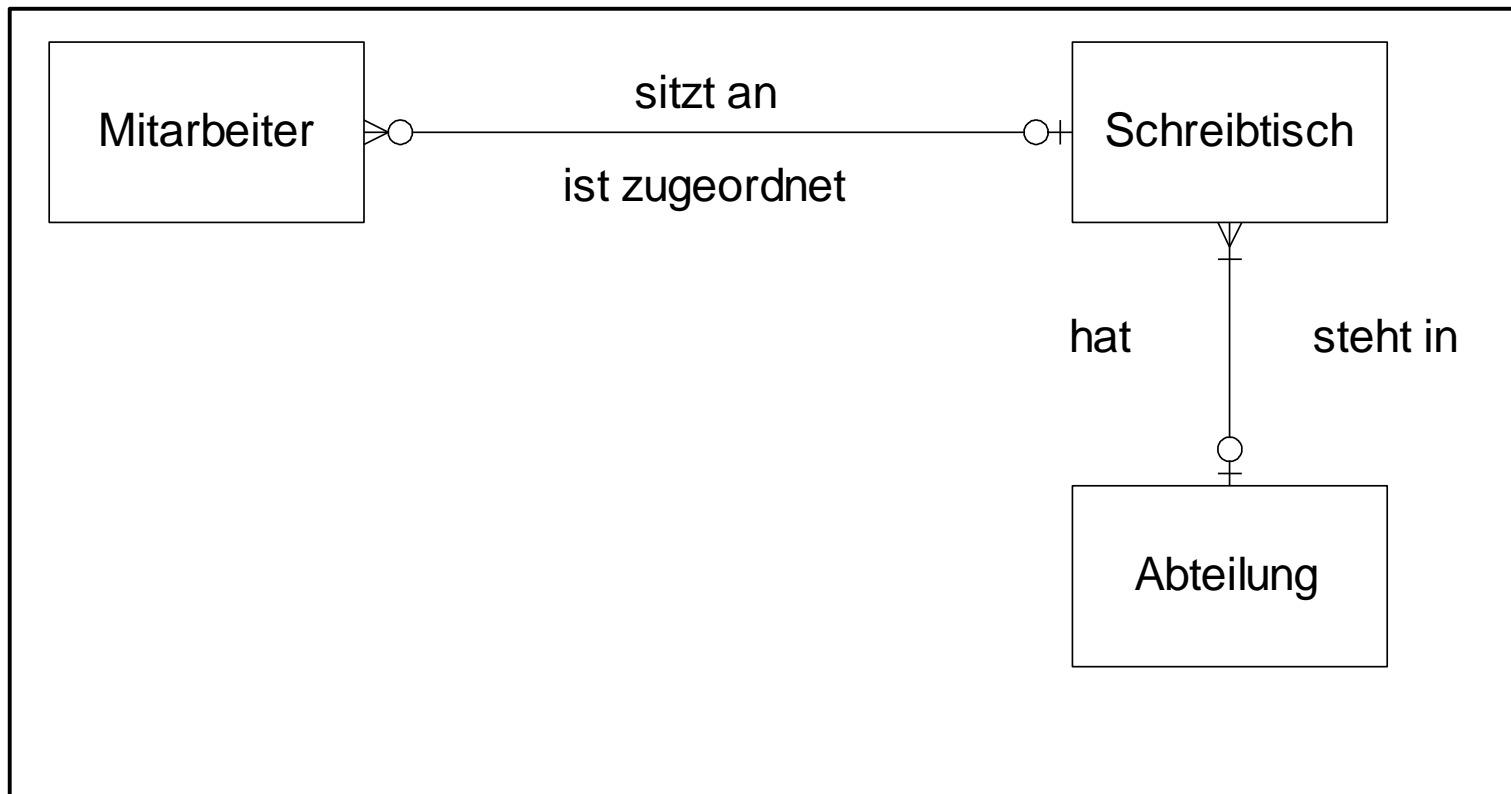 Mitarbeiter
sitzt an
ist zugeordnet
Schreibtisch
hat
steht in
Abteilung